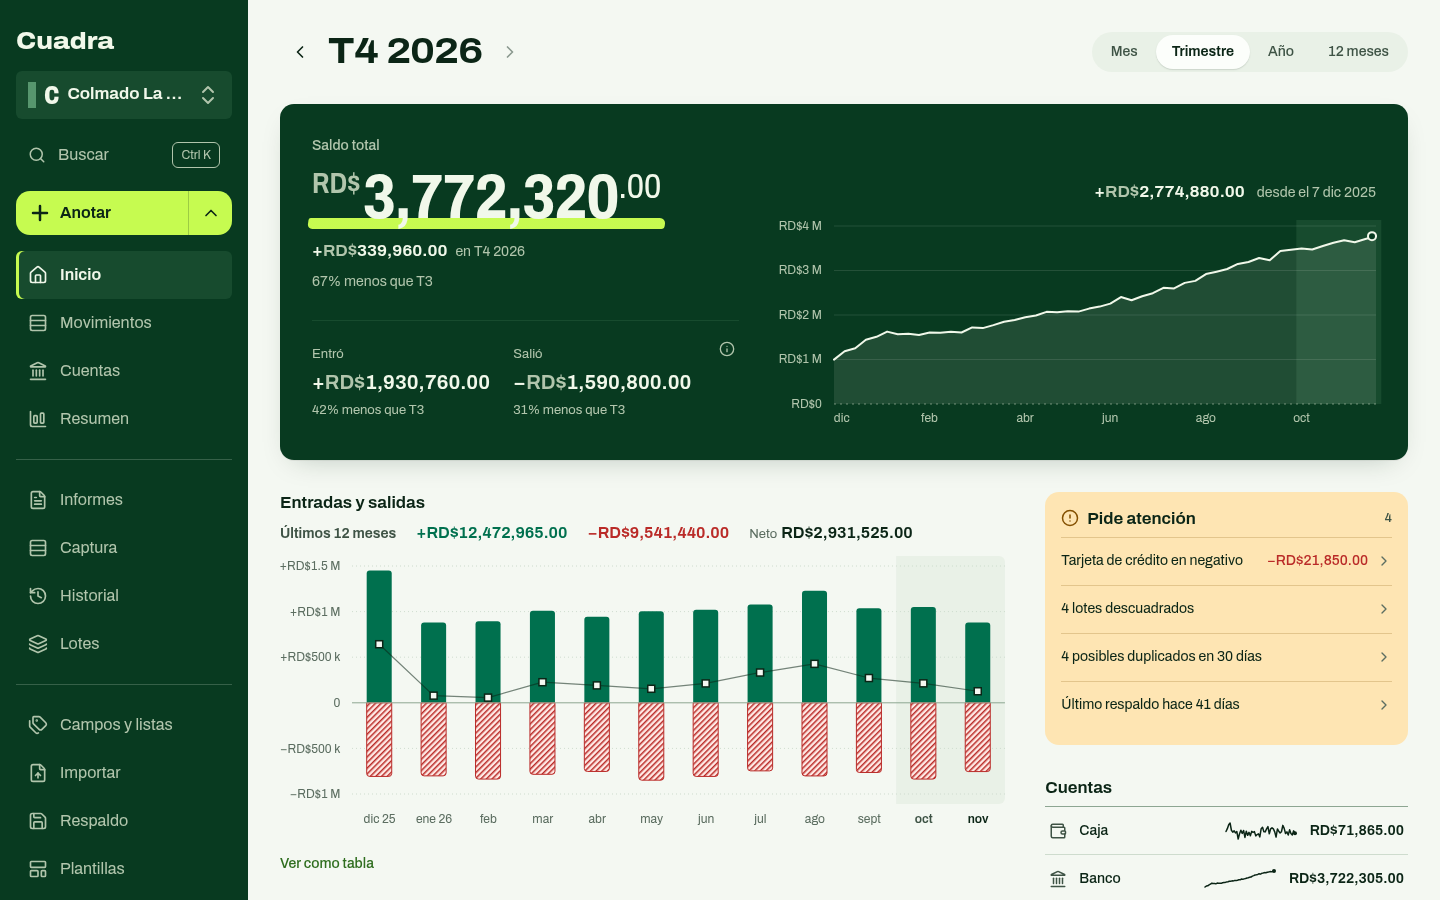 Cuadra
C Colmado La ...
Buscar
Ctrl K
Anotar
Inicio
Movimientos
Cuentas
Resumen
Informes
Captura
Historial
Lotes
Campos y listas
Importar
Respaldo
Plantillas
T4 2026
Mes
Trimestre
Año
12 meses
Saldo total
RD$3,772,320.00
+RD$339,960.00 en T4 2026
67% menos que T3
Entró
+RD$1,930,760.00
42% menos que T3
Salió
−RD$1,590,800.00
31% menos que T3
+RD$2,774,880.00 desde el 7 dic 2025
RD$4 M
RD$3 M
RD$2 M
RD$1 M
RD$0
dic feb abr jun ago oct
Entradas y salidas
Últimos 12 meses +RD$12,472,965.00 −RD$9,541,440.00 Neto RD$2,931,525.00
+RD$1.5 M
+RD$1 M
+RD$500 k
0
−RD$500 k
−RD$1 M
dic 25 ene 26 feb mar abr may jun jul ago sept oct nov
Ver como tabla
Pide atención 4
Tarjeta de crédito en negativo −RD$21,850.00
4 lotes descuadrados
4 posibles duplicados en 30 días
Último respaldo hace 41 días
Cuentas
Caja RD$71,865.00
Banco RD$3,722,305.00